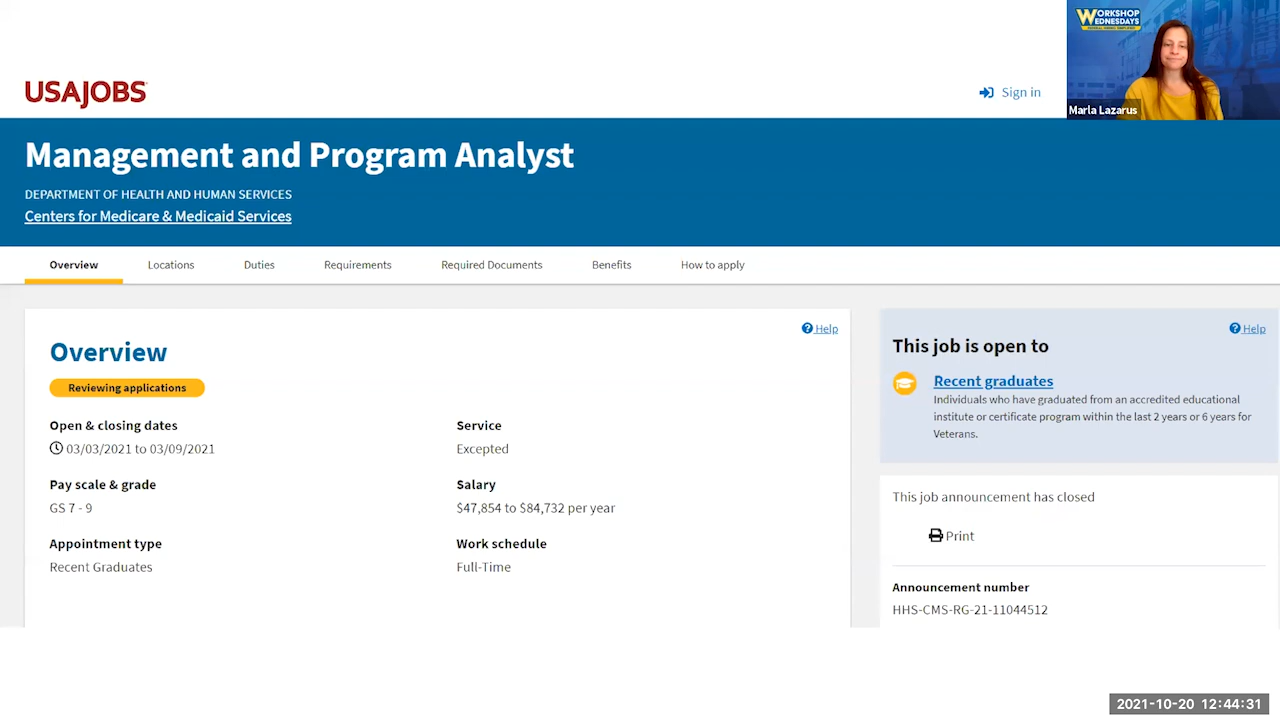 WORKSHOP
WEDNESDAYS
Marla Lazarus
USAJOBS
Sign in
Management and Program Analyst
DEPARTMENT OF HEALTH AND HUMAN SERVICES
Centers for Medicare & Medicaid Services
Overview Locations Duties Requirements Required Documents Benefits How to apply
Help
Overview
Reviewing applications
Open & closing dates
03/03/2021 to 03/09/2021
Service
Excepted
Pay scale & grade
GS 7 - 9
Salary
$47,854 to $84,732 per year
Appointment type
Recent Graduates
Work schedule
Full-Time
Help
This job is open to
Recent graduates
Individuals who have graduated from an accredited educational
institute or certificate program within the last 2 years or 6 years for
Veterans.
This job announcement has closed
Print
Announcement number
HHS-CMS-RG-21-11044512
2021-10-20 12:44:31